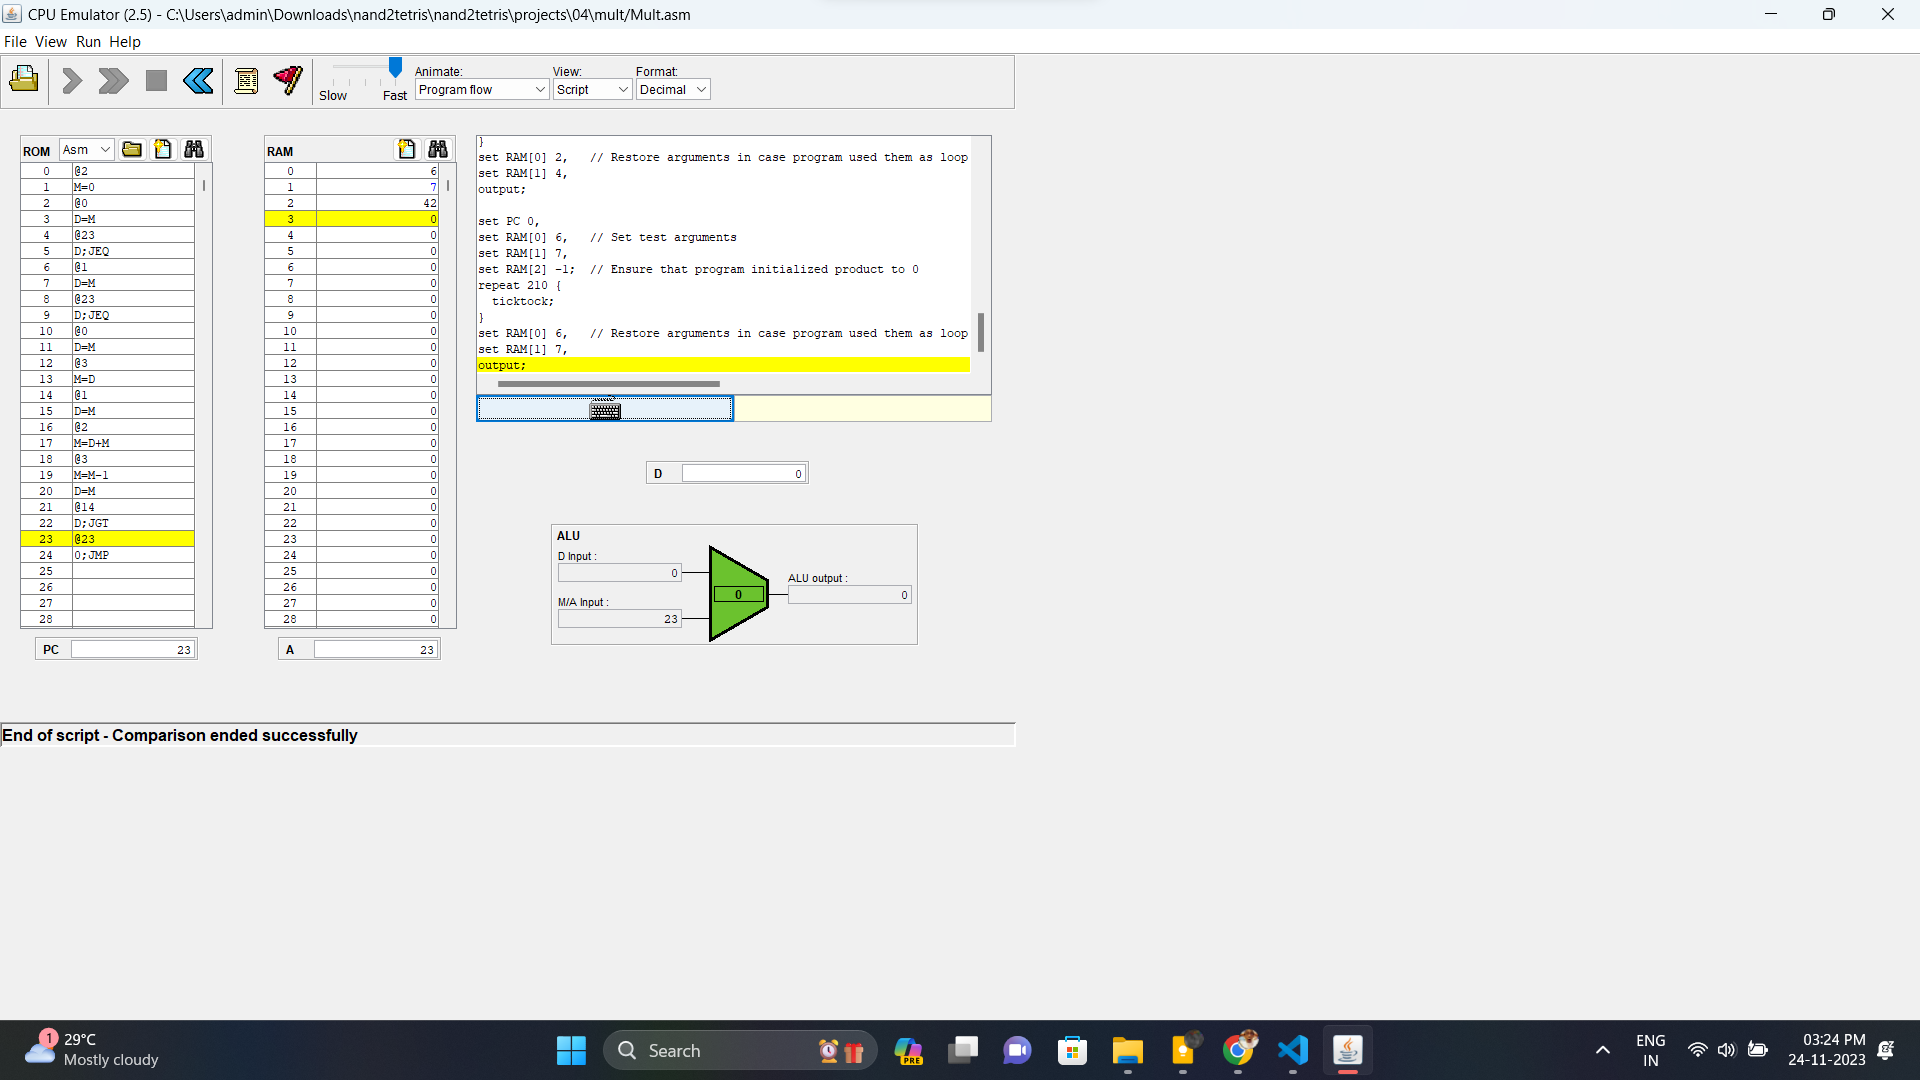 CPU Emulator (2.5) - C:\Users\admin\Downloads\nand2tetris\nand2tetris\projects\04\mult/Mult.asm
File View Run Help
Slow Fast
Animate: View: Format:
Program flow Script Decimal
ROM Asm
0 @2
1 M=0
2 @0
3 D=M
4 @23
5 D;JEQ
6 @1
7 D=M
8 @23
9 D;JEQ
10 @0
11 D=M
12 @3
13 M=D
14 @1
15 D=M
16 @2
17 M=D+M
18 @3
19 M=M-1
20 D=M
21 @14
22 D;JGT
23 @23
24 0;JMP
25
26
27
28
PC 23
RAM
0 6
1 7
2 42
3 0
4 0
5 0
6 0
7 0
8 0
9 0
10 0
11 0
12 0
13 0
14 0
15 0
16 0
17 0
18 0
19 0
20 0
21 0
22 0
23 0
24 0
25 0
26 0
27 0
28 0
A 23
}
set RAM[0] 2, // Restore arguments in case program used them as loop
set RAM[1] 4,
output;
set PC 0,
set RAM[0] 6, // Set test arguments
set RAM[1] 7,
set RAM[2] -1; // Ensure that program initialized product to 0
repeat 210 {
ticktock;
}
set RAM[0] 6, // Restore arguments in case program used them as loop
set RAM[1] 7,
output;
D 0
ALU
D Input :
0
M/A Input :
23
0
ALU output :
0
End of script - Comparison ended successfully
1
29°C
Mostly cloudy
Search
PRE
ENG
IN
03:24 PM
24-11-2023